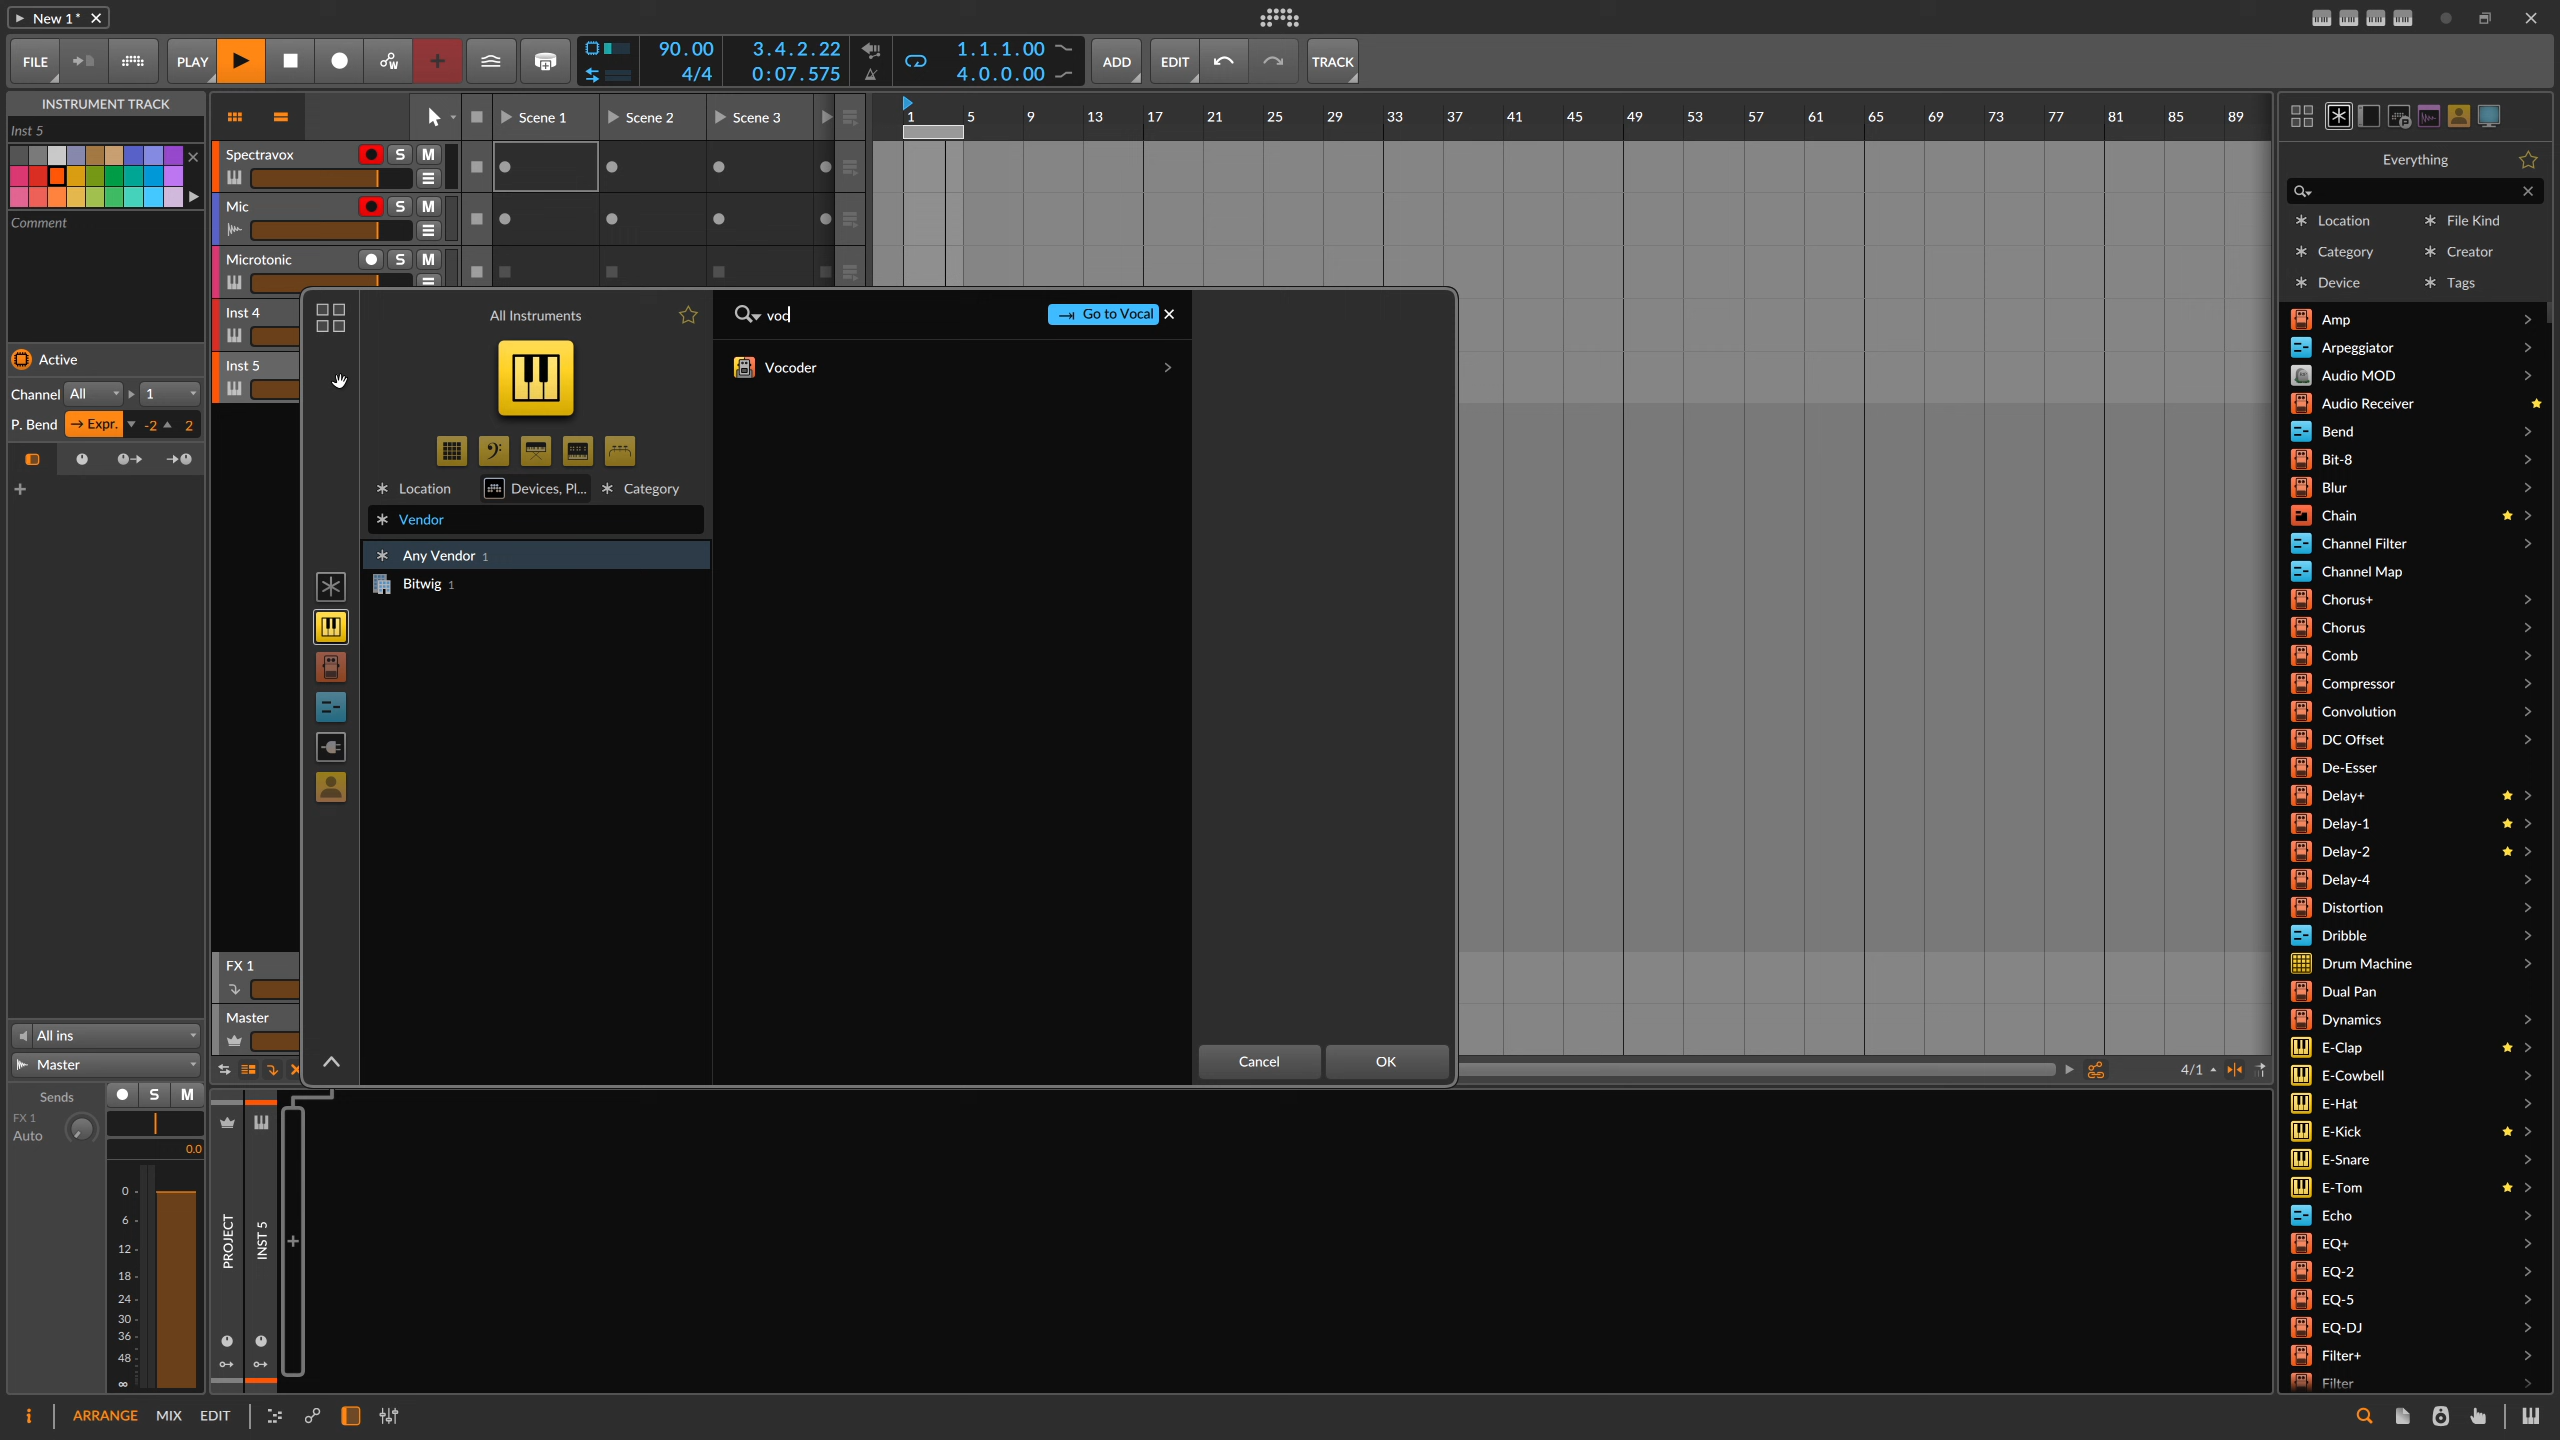 New 1*
FILE
PLAY
90.00
4/4
3.4.2.22
0:07.575
1.1.1.00
4.0.0.00
ADD
EDIT
TRACK
INSTRUMENT TRACK
Inst 5
Comment
Active
Channel All 1
P. Bend Expr. -2 2
Scene 1
Scene 2
Scene 3
1 5 9 13 17 21 25 29 33 37 41 45 49 53 57 61 65 69 73 77 81 85 89
Spectravox S M
Mic S M
Microtonic S M
Inst 4
Inst 5
FX 1
Master
All Instruments
Location Devices, Pl... Category
Vendor
Any Vendor 1
Bitwig 1
voc
Go to Vocal
Vocoder
Cancel
OK
4/1
All ins
Master
Sends
S M
FX 1
Auto
0.0
0
6
12
18
24
30
36
48
∞
PROJECT
INST 5
Everything
Location File Kind
Category Creator
Device Tags
Amp
Arpeggiator
Audio MOD
Audio Receiver
Bend
Bit-8
Blur
Chain
Channel Filter
Channel Map
Chorus+
Chorus
Comb
Compressor
Convolution
DC Offset
De-Esser
Delay+
Delay-1
Delay-2
Delay-4
Distortion
Dribble
Drum Machine
Dual Pan
Dynamics
E-Clap
E-Cowbell
E-Hat
E-Kick
E-Snare
E-Tom
Echo
EQ+
EQ-2
EQ-5
EQ-DJ
Filter+
Filter
i
ARRANGE MIX EDIT